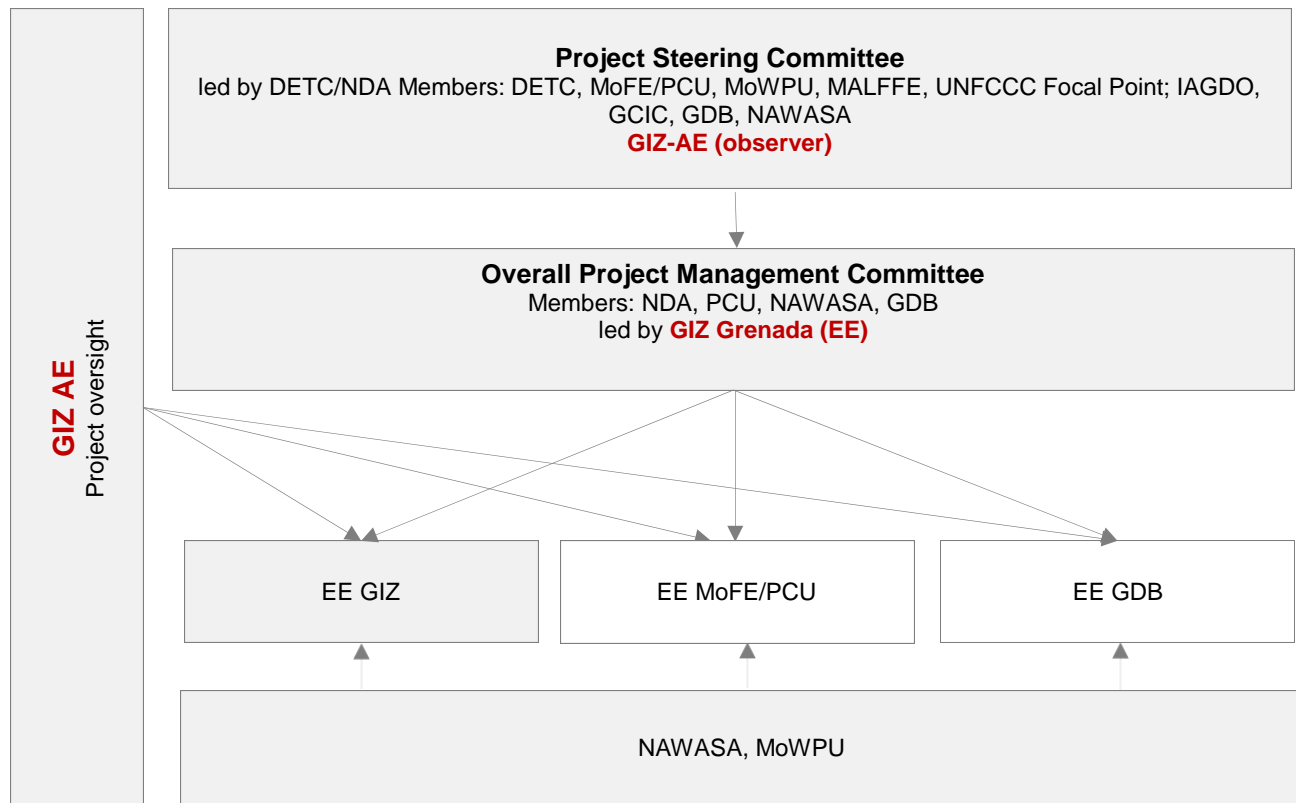 Project Steering Committee
led by DETC/NDA Members: DETC, MoFE/PCU, MoWPU, MALFFE, UNFCCC Focal Point; IAGDO,
GCIC, GDB, NAWASA
GIZ-AE (observer)
Overall Project Management Committee
Members: NDA, PCU, NAWASA, GDB
led by GIZ Grenada (EE)
GIZ AE
Project oversight
EE GIZ
EE MoFE/PCU
EE GDB
NAWASA, MoWPU